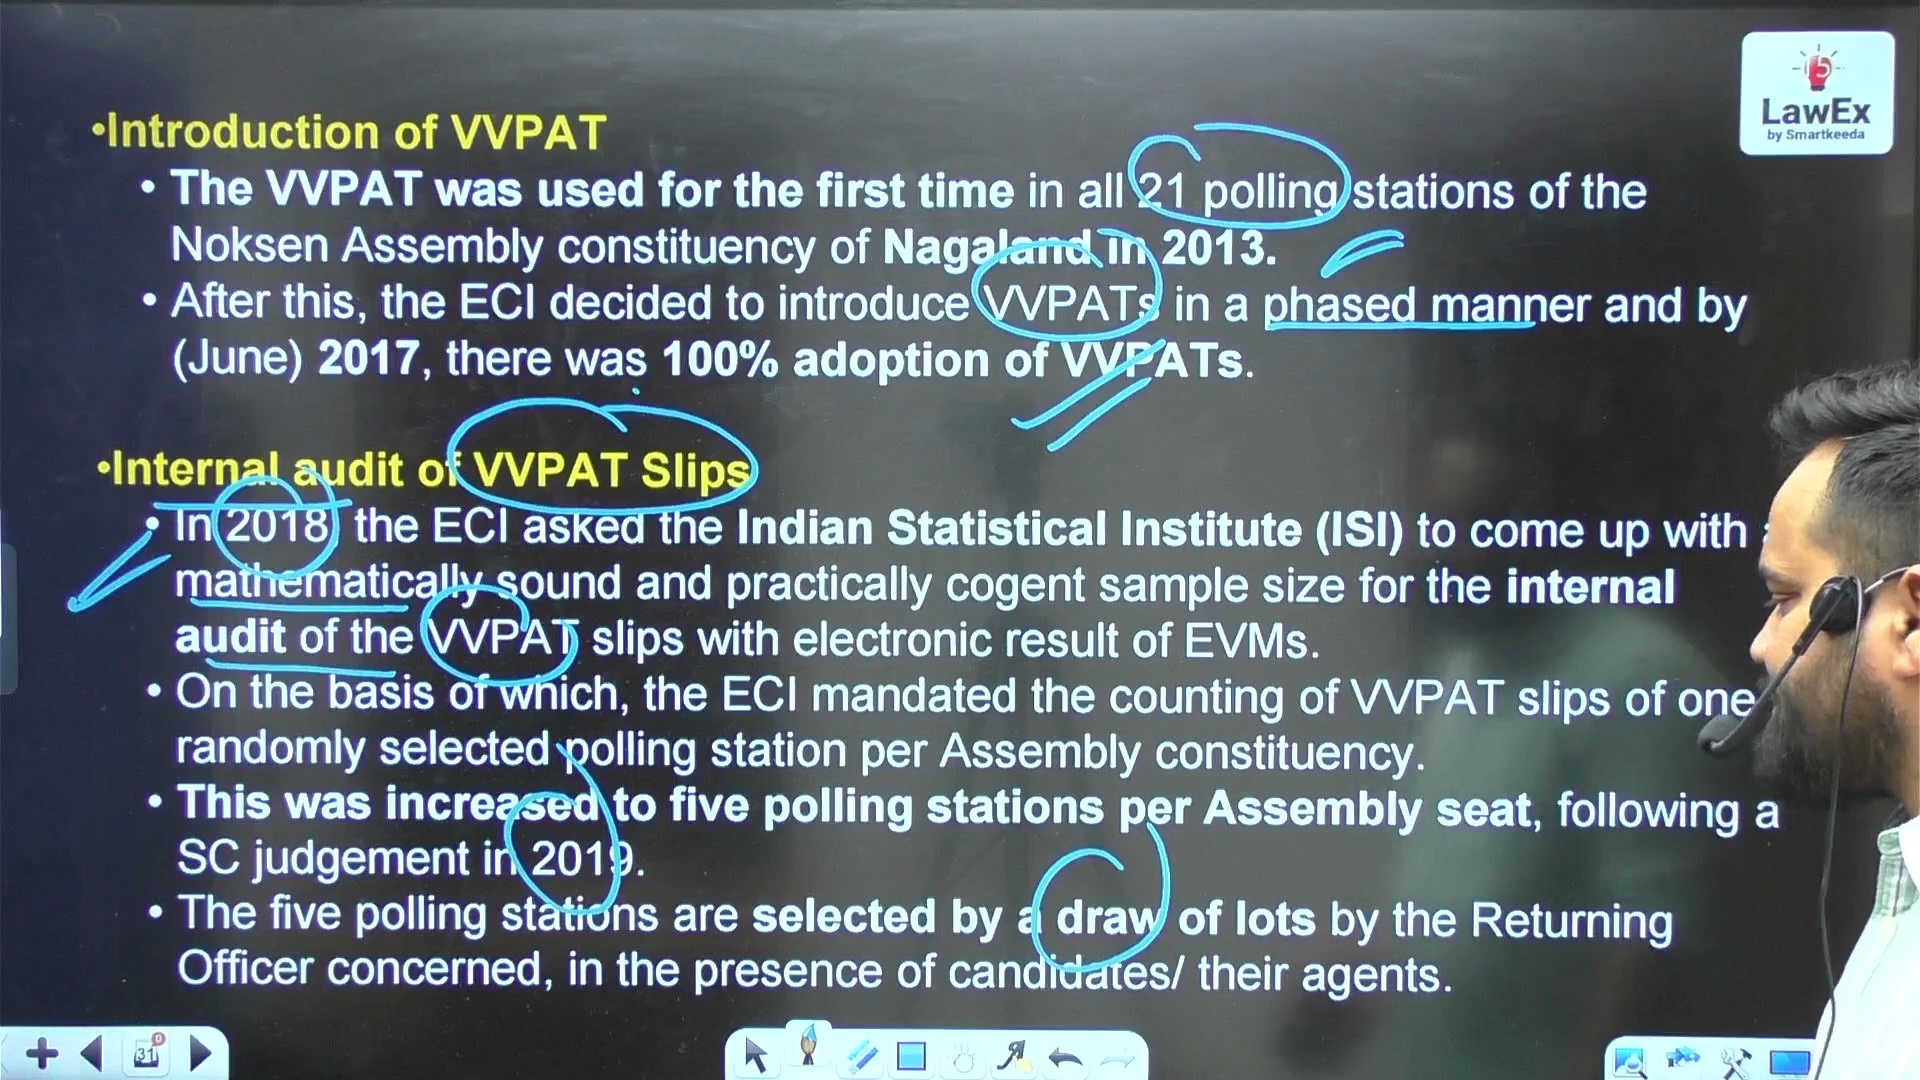 LawEx
by Smartkeeda
•Introduction of VVPAT
• The VVPAT was used for the first time in all 21 polling stations of the
Noksen Assembly constituency of Nagaland in 2013.
• After this, the ECI decided to introduce VVPATs in a phased manner and by
(June) 2017, there was 100% adoption of VVPATs.
•Internal audit of VVPAT Slips
• In 2018 the ECI asked the Indian Statistical Institute (ISI) to come up with
mathematically sound and practically cogent sample size for the internal
audit of the VVPAT slips with electronic result of EVMs.
• On the basis of which, the ECI mandated the counting of VVPAT slips of one
randomly selected polling station per Assembly constituency.
• This was increased to five polling stations per Assembly seat, following a
SC judgement in 2019.
• The five polling stations are selected by a draw of lots by the Returning
Officer concerned, in the presence of candidates/ their agents.
31
0